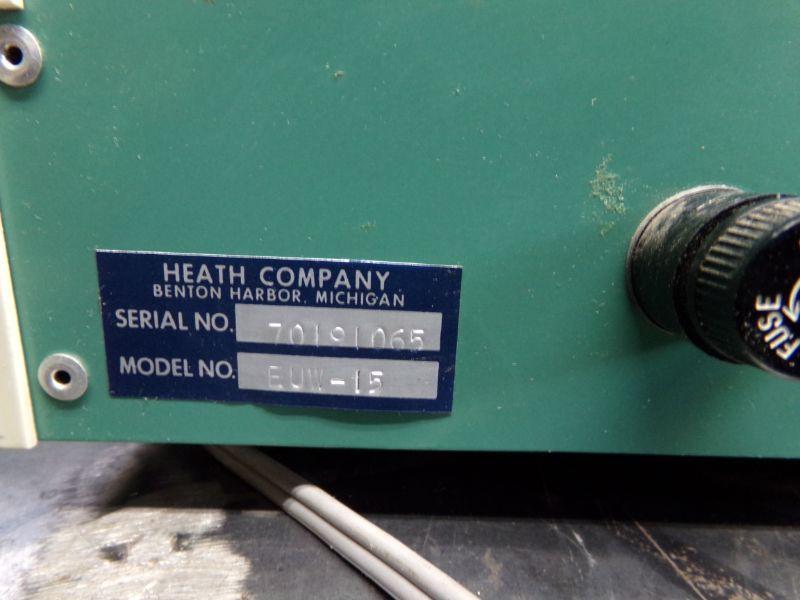 HEATH COMPANY
BENTON HARBOR, MICHIGAN
SERIAL NO. 70191065
MODEL NO. EUW-15
FUSE